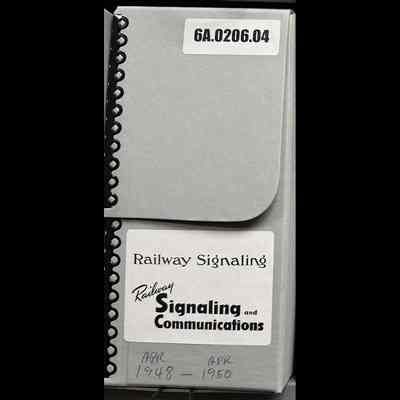 6A.0206.04
Railway Signaling
Railway
Signaling and
Communications
APR APR
1948 — 1950